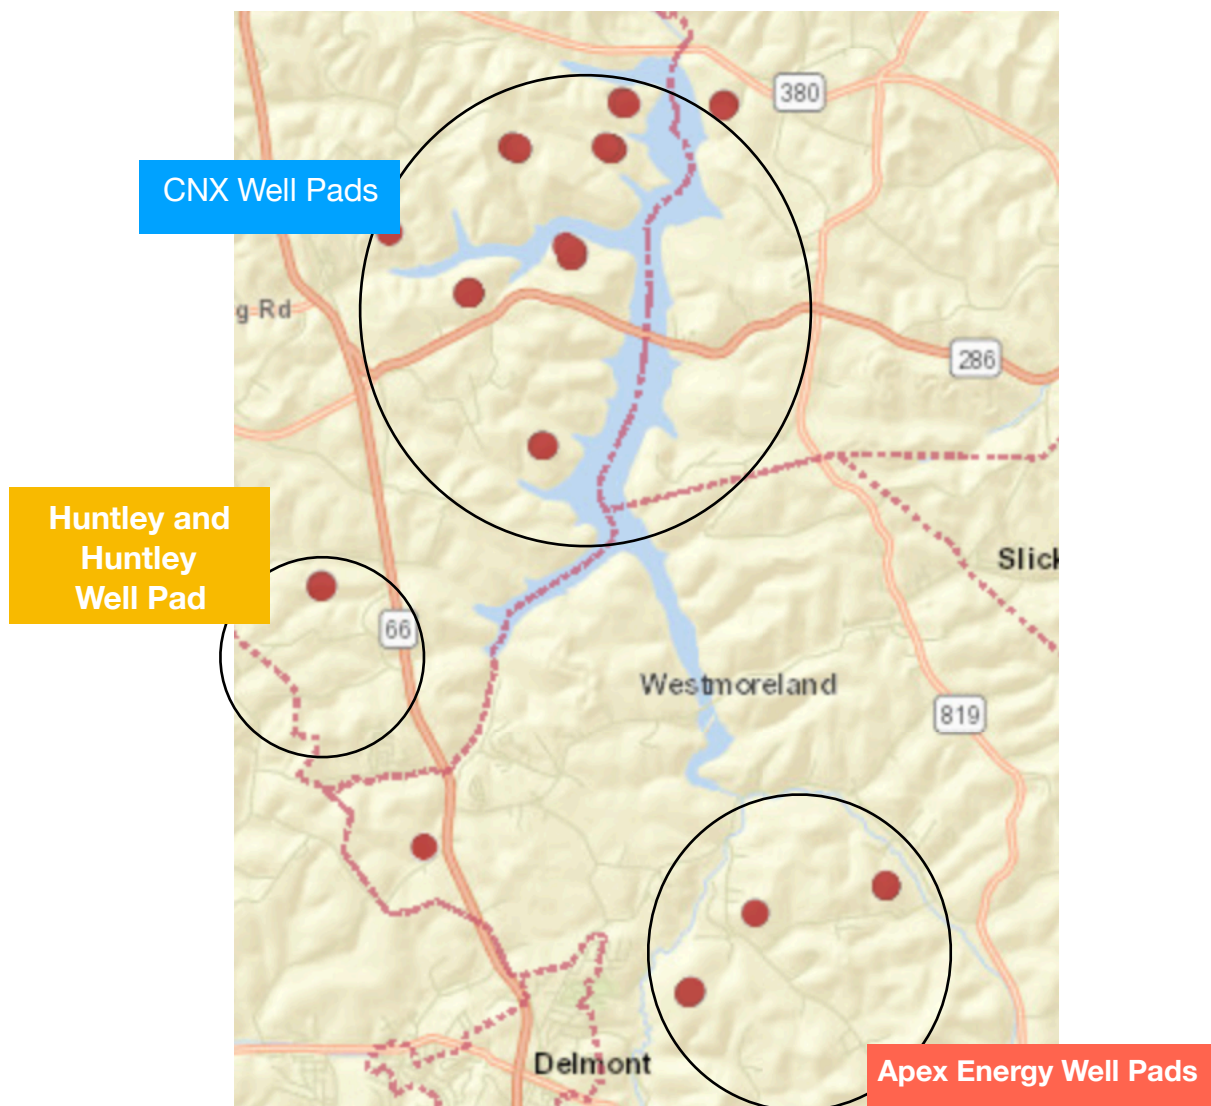 380
CNX Well Pads
g Rd
286
Huntley and
Huntley
Well Pad
Slick
66
Westmoreland
819
Delmont
Apex Energy Well Pads